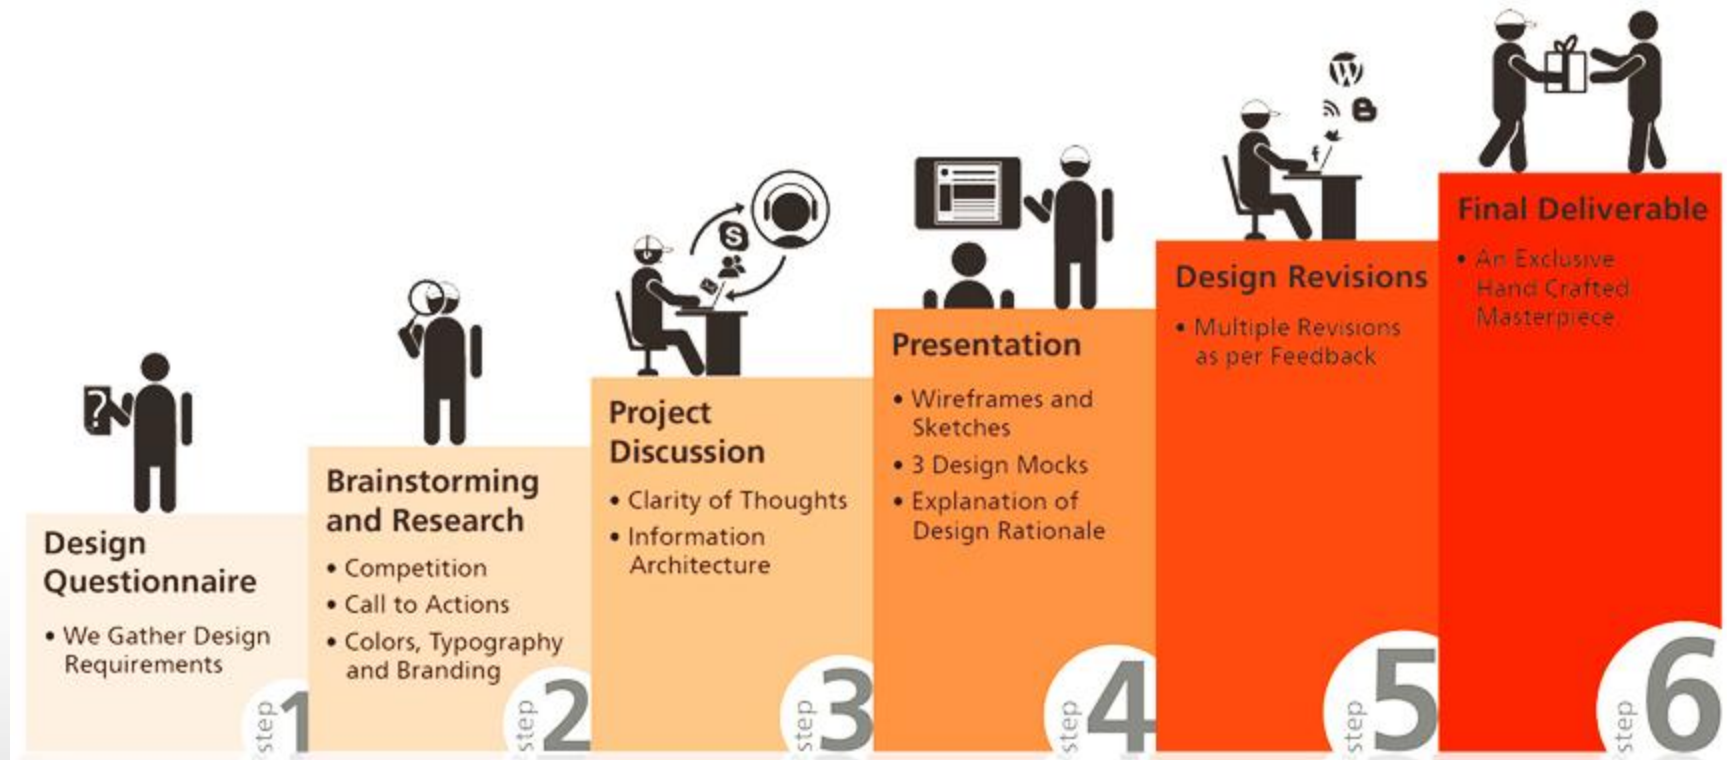 Design
Questionnaire
• We Gather Design
Requirements
step 1
Brainstorming
and Research
• Competition
• Call to Actions
• Colors, Typography
and Branding
step 2
Project
Discussion
• Clarity of Thoughts
• Information
Architecture
step 3
Presentation
• Wireframes and
Sketches
• 3 Design Mocks
• Explanation of
Design Rationale
step 4
Design Revisions
• Multiple Revisions
as per Feedback
step 5
Final Deliverable
• An Exclusive
Hand Crafted
Masterpiece
step 6